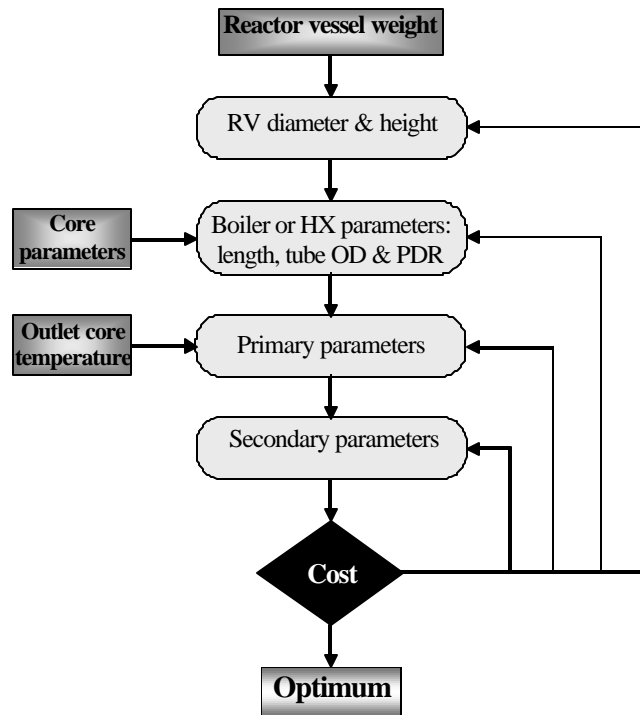 Reactor vessel weight
RV diameter & height
Core
parameters
Boiler or HX parameters:
length, tube OD & PDR
Outlet core
temperature
Primary parameters
Secondary parameters
Cost
Optimum